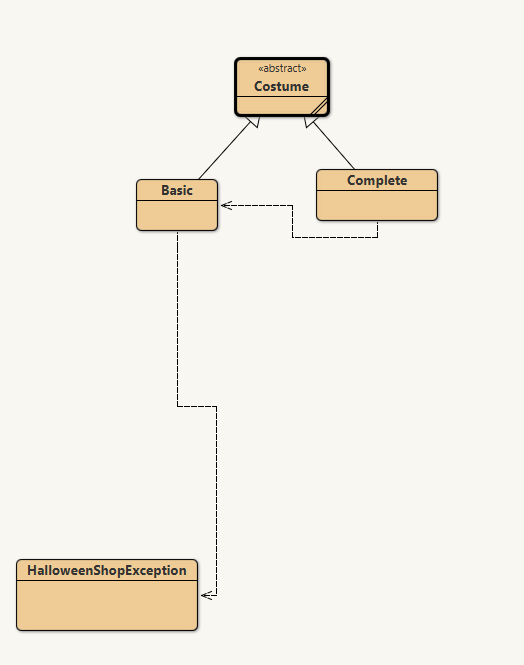 «abstract»
Costume
Basic
Complete
HalloweenShopException